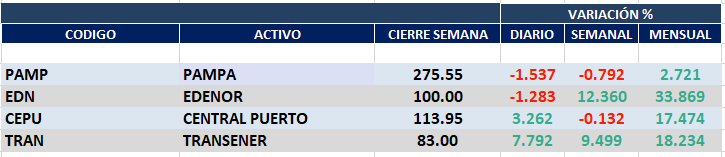 VARIACIÓN %
CODIGO ACTIVO CIERRE SEMANA DIARIO SEMANAL MENSUAL
PAMP PAMPA 275.55 -1.537 -0.792 2.721
EDN EDENOR 100.00 -1.283 12.360 33.869
CEPU CENTRAL PUERTO 113.95 3.262 -0.132 17.474
TRAN TRANSENER 83.00 7.792 9.499 18.234